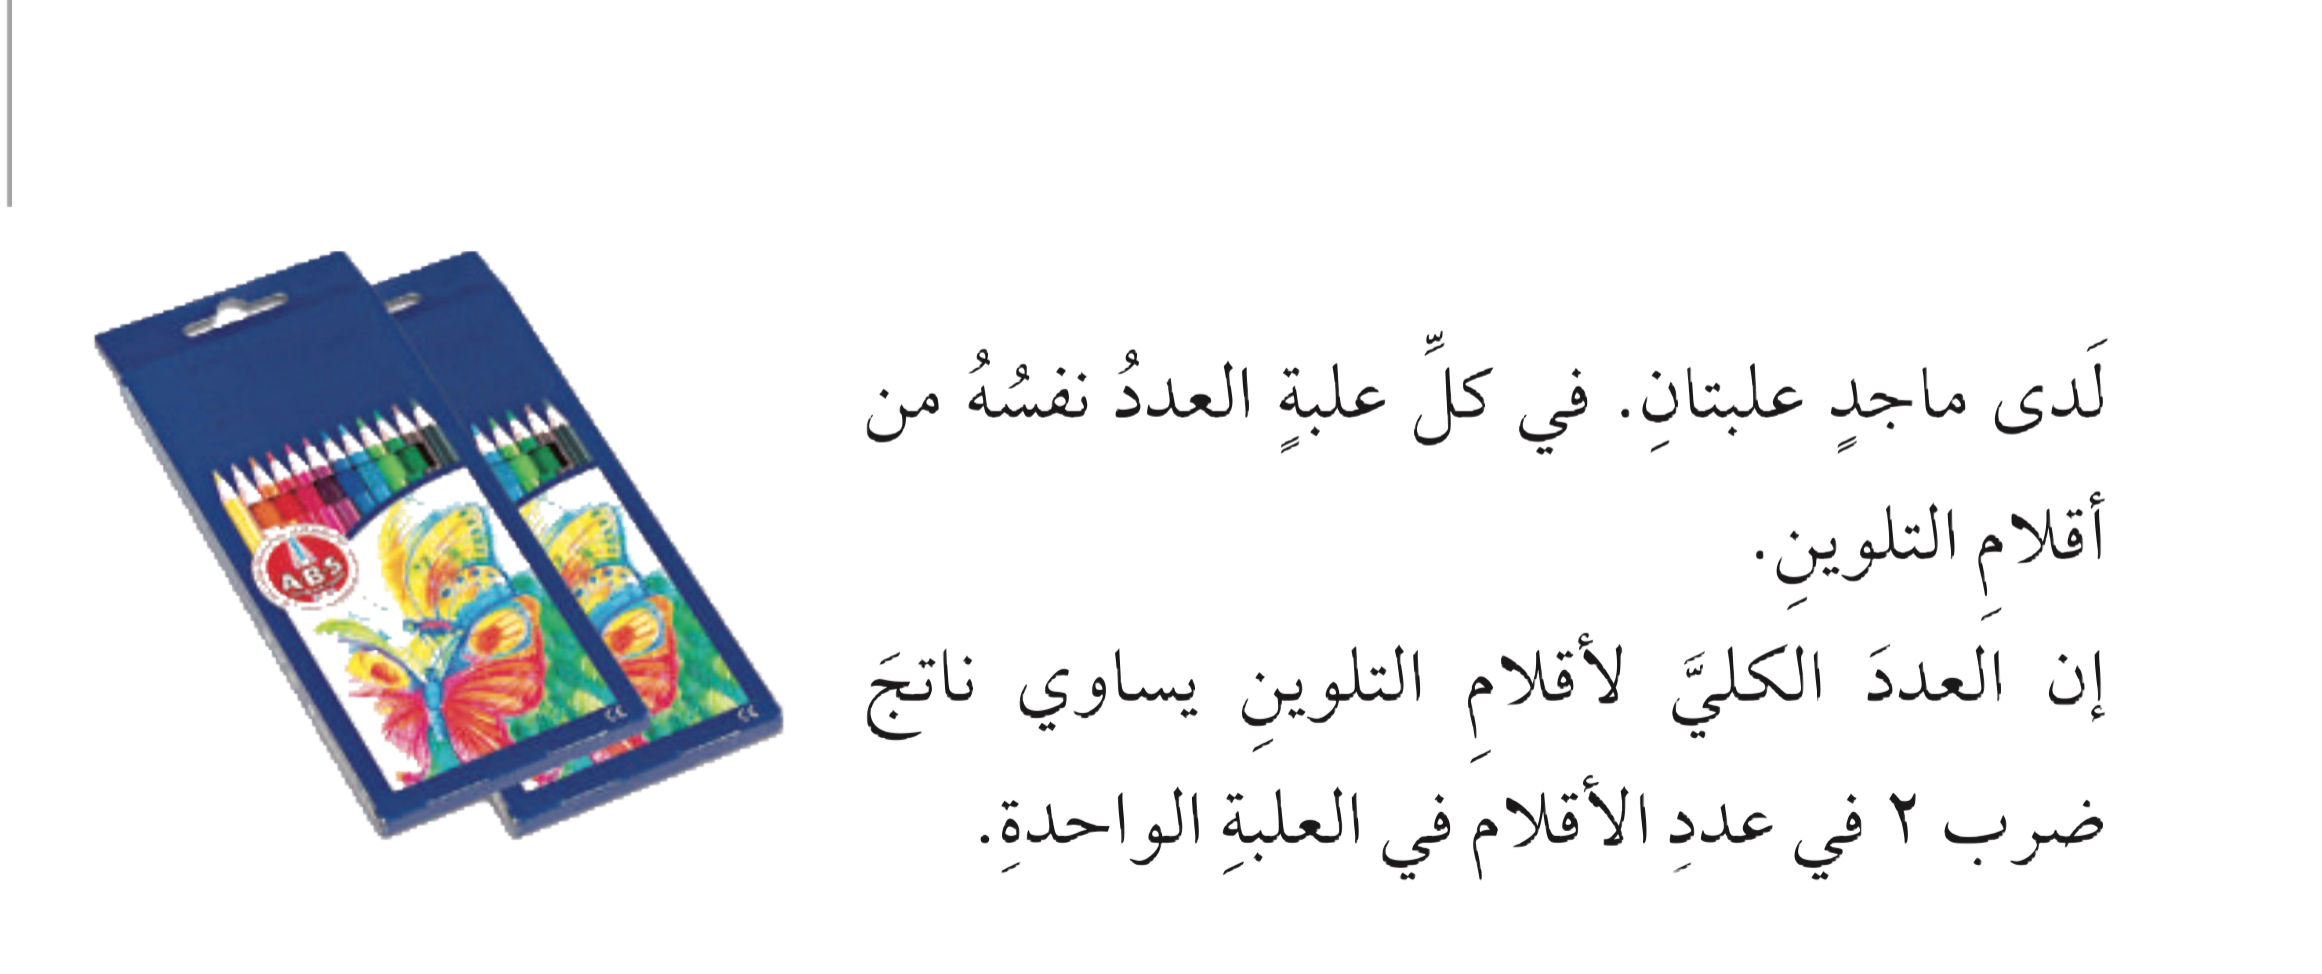 لَدى ماجدٍ علبتانِ. في كلِّ علبةٍ العددُ نفسُهُ من
أقلامِ التلوينِ.
إن العددَ الكليَّ لأقلامِ التلوينِ يساوي ناتجَ
ضرب ٢ في عددِ الأقلام في العلبةِ الواحدةِ.
ABS